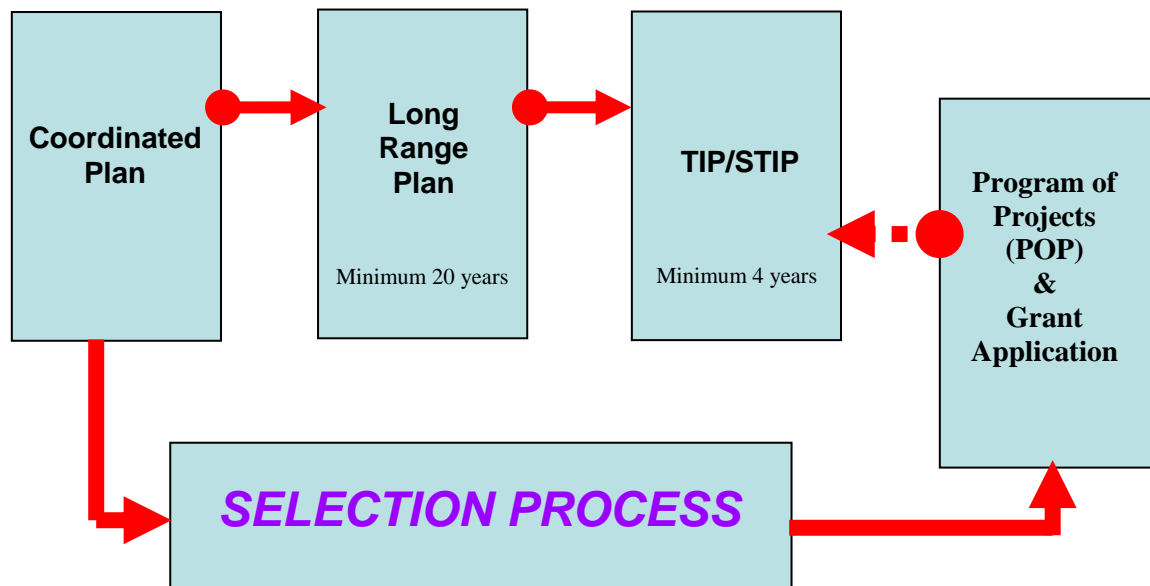 Coordinated
Plan
Long
Range
Plan
Minimum 20 years
TIP/STIP
Minimum 4 years
Program of
Projects
(POP)
&
Grant
Application
SELECTION PROCESS